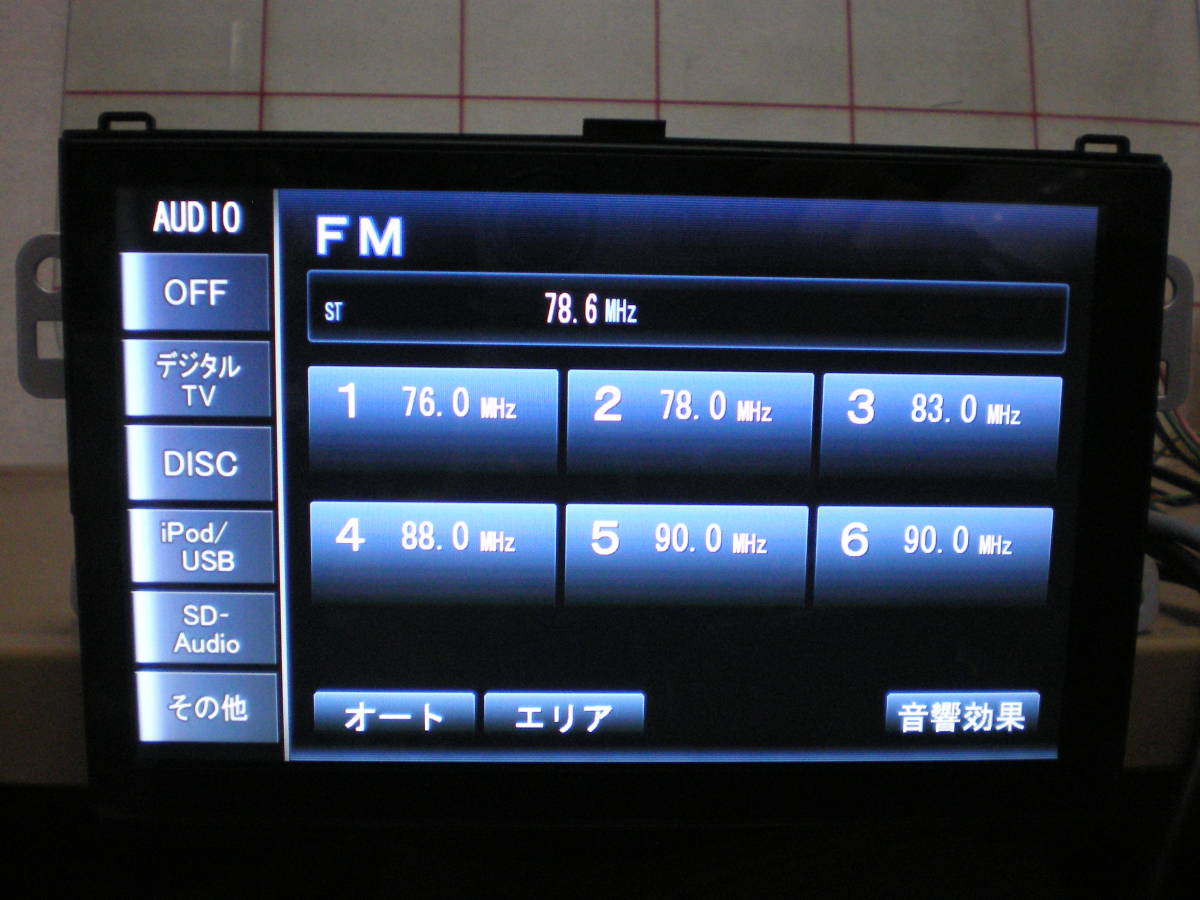 AUDIO
OFF
デジタル
TV
DISC
iPod/
USB
SD-
Audio
その他
FM
ST 78.6 MHz
1 76.0 MHz
2 78.0 MHz
3 83.0 MHz
4 88.0 MHz
5 90.0 MHz
6 90.0 MHz
オート
エリア
音響効果